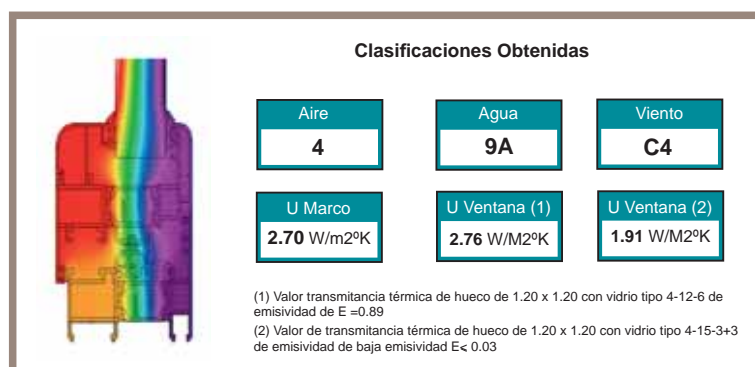 Clasificaciones Obtenidas
Aire
4
Agua
9A
Viento
C4
U Marco
2.70 W/m2ºK
U Ventana (1)
2.76 W/M2ºK
U Ventana (2)
1.91 W/M2ºK
(1) Valor transmitancia térmica de hueco de 1.20 x 1.20 con vidrio tipo 4-12-6 de
emisividad de E =0.89
(2) Valor de transmitancia térmica de hueco de 1.20 x 1.20 con vidrio tipo 4-15-3+3
de emisividad de baja emisividad E≤ 0.03